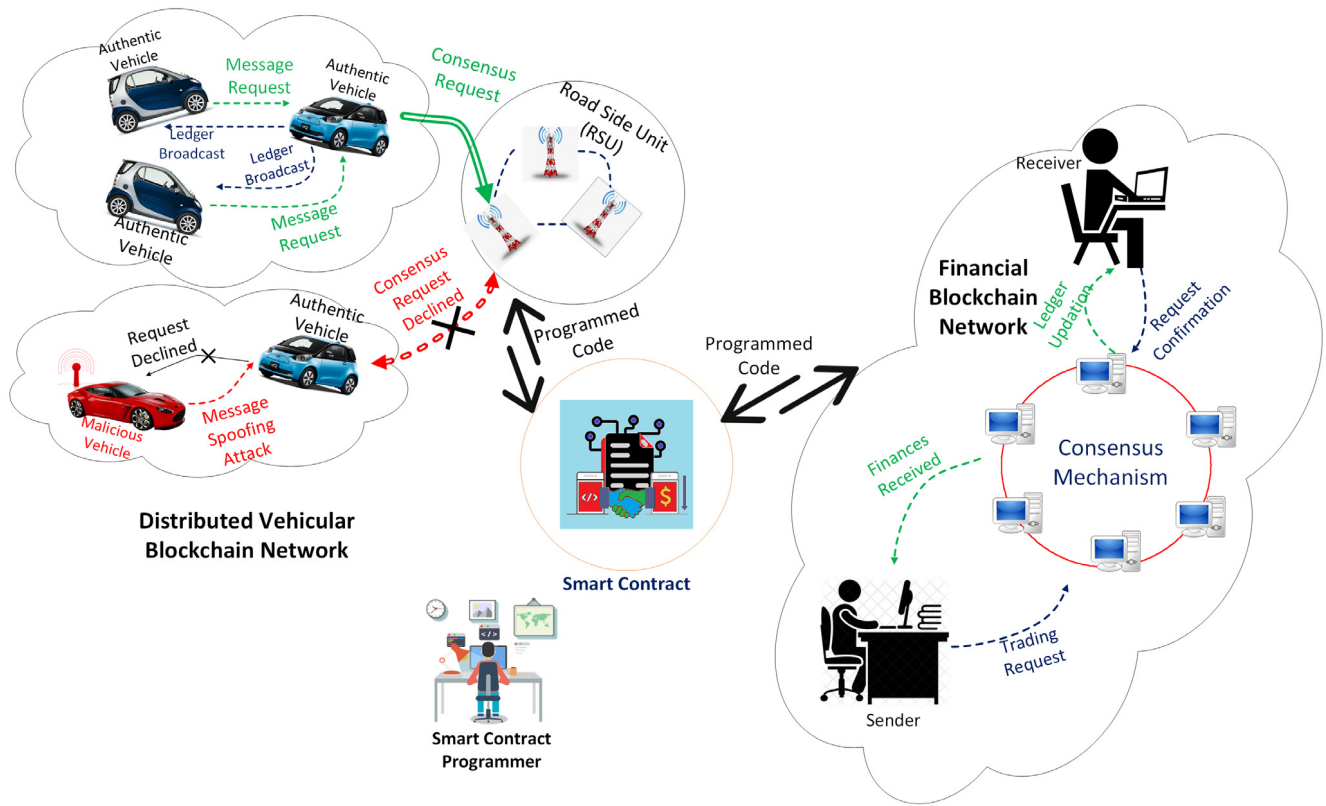 Authentic
Vehicle
Message
Request
Authentic
Vehicle
Ledger
Broadcast
Ledger
Broadcast
Message
Request
Authentic
Vehicle
Consensus
Request
Road Side Unit
(RSU)
Consensus
Request
Declined
Authentic
Vehicle
Request
Declined
Malicious
Vehicle
Message
Spoofing
Attack
Distributed Vehicular
Blockchain Network
Programmed
Code
Programmed
Code
</>
$
Smart Contract
</>
Smart Contract
Programmer
Receiver
Financial
Blockchain
Network
Ledger
Updation
Request
Confirmation
Consensus
Mechanism
Finances
Received
Trading
Request
Sender